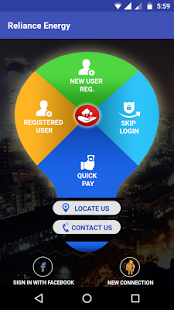 5:59
Reliance Energy
NEW USER
REG.
REGISTERED
USER
SKIP
LOGIN
QUICK
PAY
LOCATE US
CONTACT US
SIGN IN WITH FACEBOOK
NEW CONNECTION